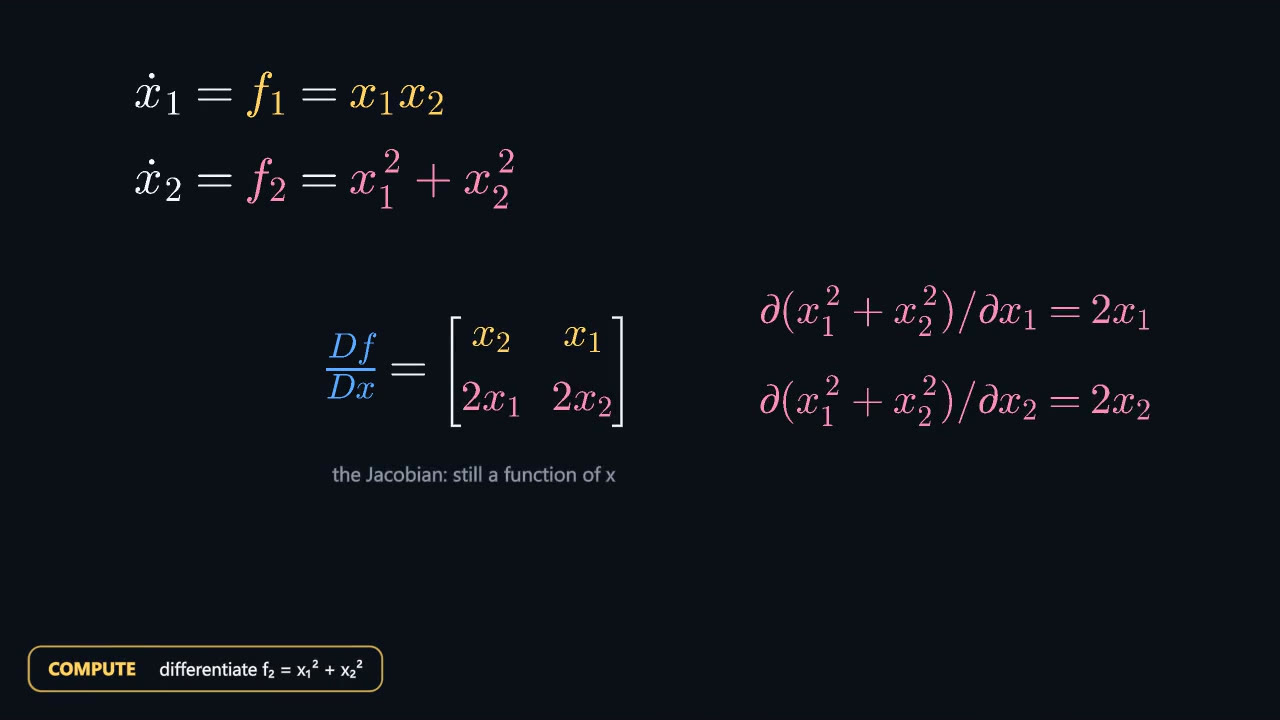 ẋ₁ = f₁ = x₁x₂
ẋ₂ = f₂ = x₁² + x₂²
∂(x₁² + x₂²)/∂x₁ = 2x₁
Df/Dx = [x₂ x₁
2x₁ 2x₂]
∂(x₁² + x₂²)/∂x₂ = 2x₂
the Jacobian: still a function of x
COMPUTE differentiate f₂ = x₁² + x₂²